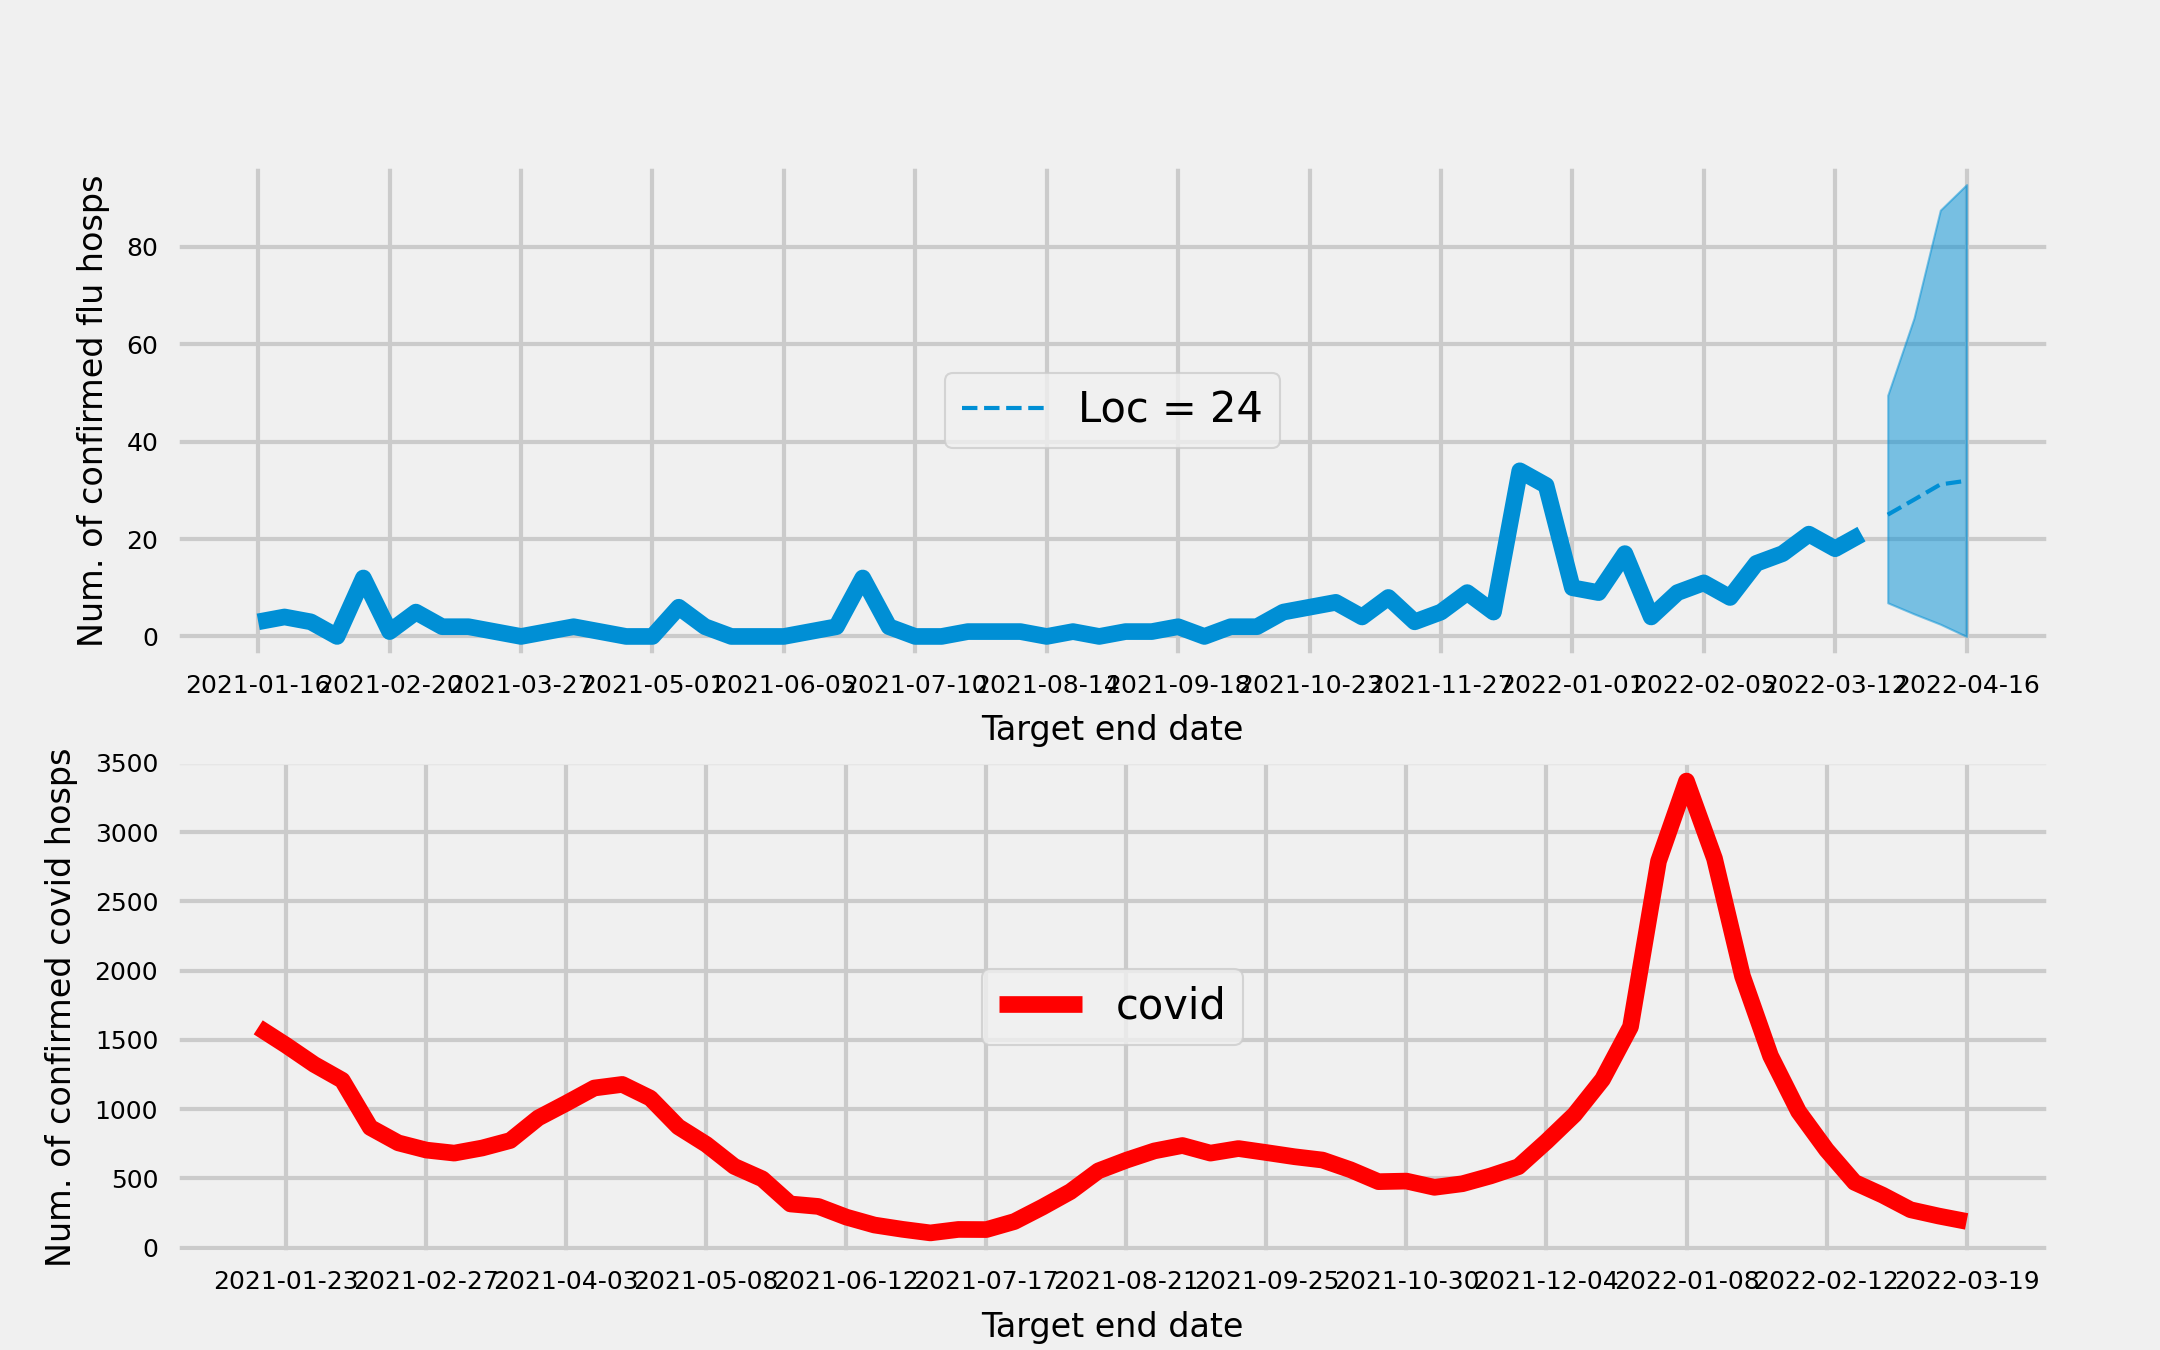 Num. of confirmed flu hosps
80
60
40
20
0
Loc = 24
2021-01-16 2021-02-20 2021-03-27 2021-05-01 2021-06-05 2021-07-10 2021-08-14 2021-09-18 2021-10-23 2021-11-27 2022-01-01 2022-02-05 2022-03-12 2022-04-16
Target end date
Num. of confirmed covid hosps
3500
3000
2500
2000
1500
1000
500
0
covid
2021-01-23 2021-02-27 2021-04-03 2021-05-08 2021-06-12 2021-07-17 2021-08-21 2021-09-25 2021-10-30 2021-12-04 2022-01-08 2022-02-12 2022-03-19
Target end date